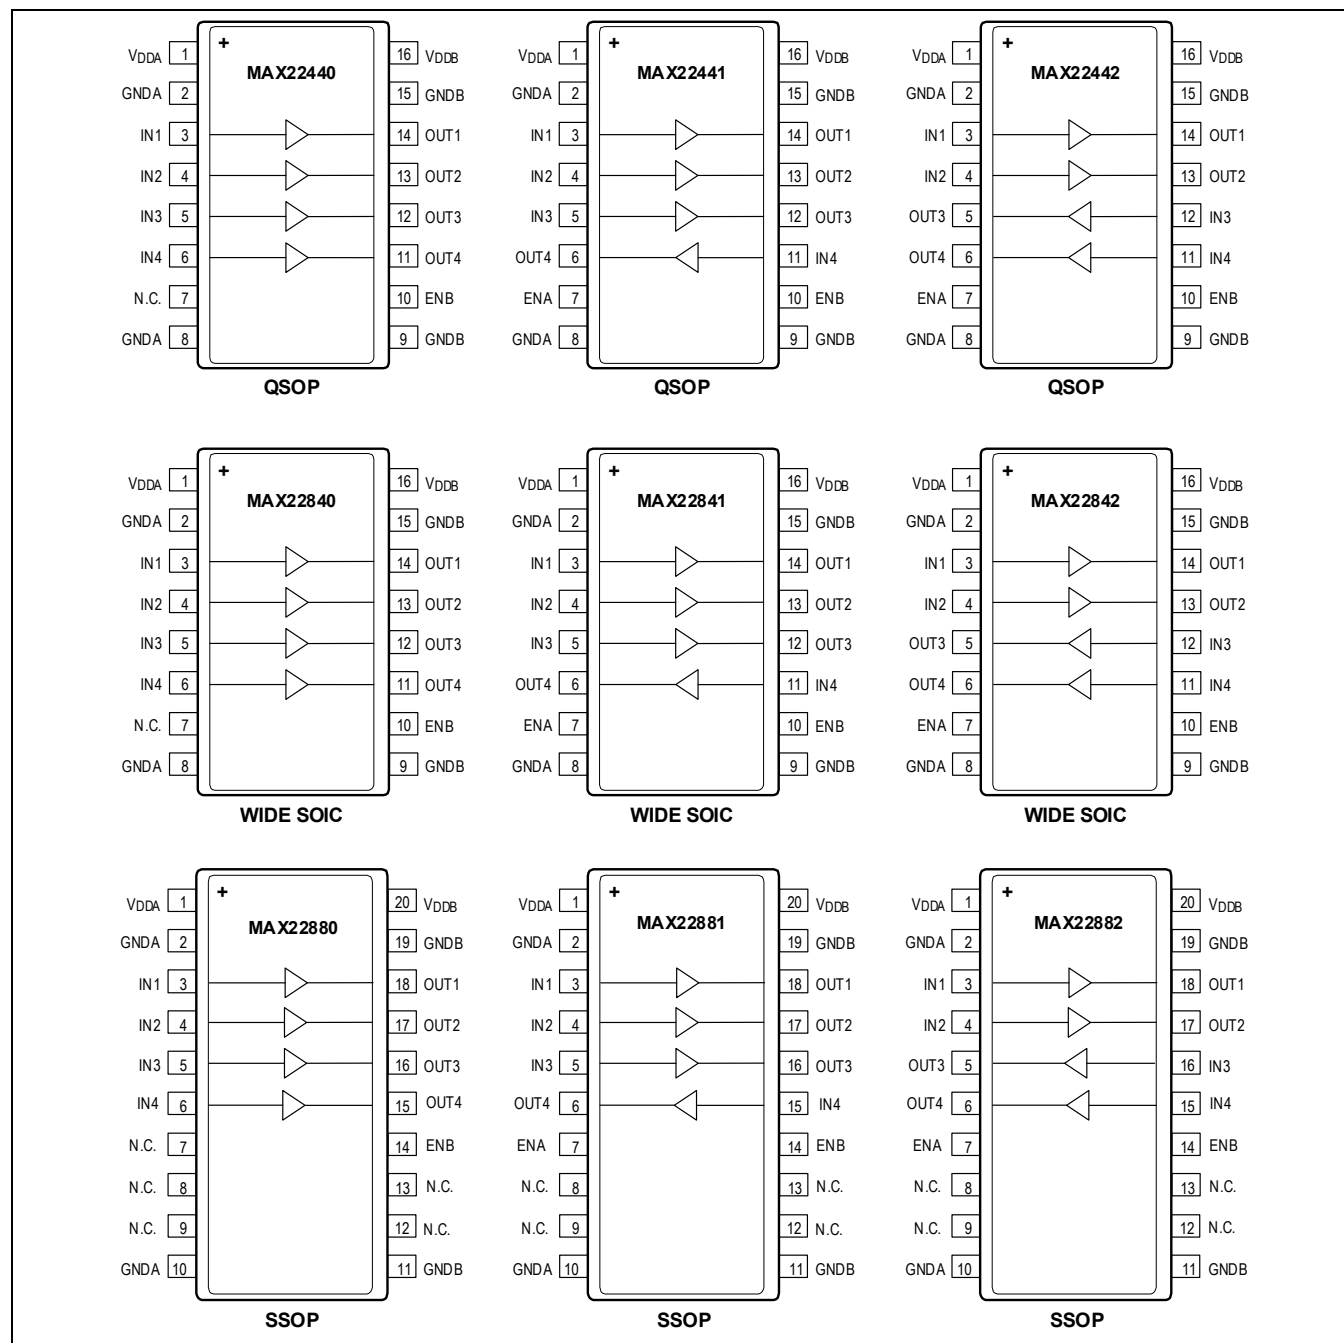 + + +
VDDA 1 16 VDDB VDDA 1 16 VDDB VDDA 1 16 VDDB
MAX22440 MAX22441 MAX22442
GNDA 2 15 GNDB GNDA 2 15 GNDB GNDA 2 15 GNDB
IN1 3 14 OUT1 IN1 3 14 OUT1 IN1 3 14 OUT1
IN2 4 13 OUT2 IN2 4 13 OUT2 IN2 4 13 OUT2
IN3 5 12 OUT3 IN3 5 12 OUT3 OUT3 5 12 IN3
IN4 6 11 OUT4 OUT4 6 11 IN4 OUT4 6 11 IN4
N.C. 7 10 ENB ENA 7 10 ENB ENA 7 10 ENB
GNDA 8 9 GNDB GNDA 8 9 GNDB GNDA 8 9 GNDB
QSOP QSOP QSOP
+ + +
VDDA 1 16 VDDB VDDA 1 16 VDDB VDDA 1 16 VDDB
MAX22840 MAX22841 MAX22842
GNDA 2 15 GNDB GNDA 2 15 GNDB GNDA 2 15 GNDB
IN1 3 14 OUT1 IN1 3 14 OUT1 IN1 3 14 OUT1
IN2 4 13 OUT2 IN2 4 13 OUT2 IN2 4 13 OUT2
IN3 5 12 OUT3 IN3 5 12 OUT3 OUT3 5 12 IN3
IN4 6 11 OUT4 OUT4 6 11 IN4 OUT4 6 11 IN4
N.C. 7 10 ENB ENA 7 10 ENB ENA 7 10 ENB
GNDA 8 9 GNDB GNDA 8 9 GNDB GNDA 8 9 GNDB
WIDE SOIC WIDE SOIC WIDE SOIC
+ + +
VDDA 1 20 VDDB VDDA 1 20 VDDB VDDA 1 20 VDDB
MAX22880 MAX22881 MAX22882
GNDA 2 19 GNDB GNDA 2 19 GNDB GNDA 2 19 GNDB
IN1 3 18 OUT1 IN1 3 18 OUT1 IN1 3 18 OUT1
IN2 4 17 OUT2 IN2 4 17 OUT2 IN2 4 17 OUT2
IN3 5 16 OUT3 IN3 5 16 OUT3 OUT3 5 16 IN3
IN4 6 15 OUT4 OUT4 6 15 IN4 OUT4 6 15 IN4
N.C. 7 14 ENB ENA 7 14 ENB ENA 7 14 ENB
N.C. 8 13 N.C. N.C. 8 13 N.C. N.C. 8 13 N.C.
N.C. 9 12 N.C. N.C. 9 12 N.C. N.C. 9 12 N.C.
GNDA 10 11 GNDB GNDA 10 11 GNDB GNDA 10 11 GNDB
SSOP SSOP SSOP